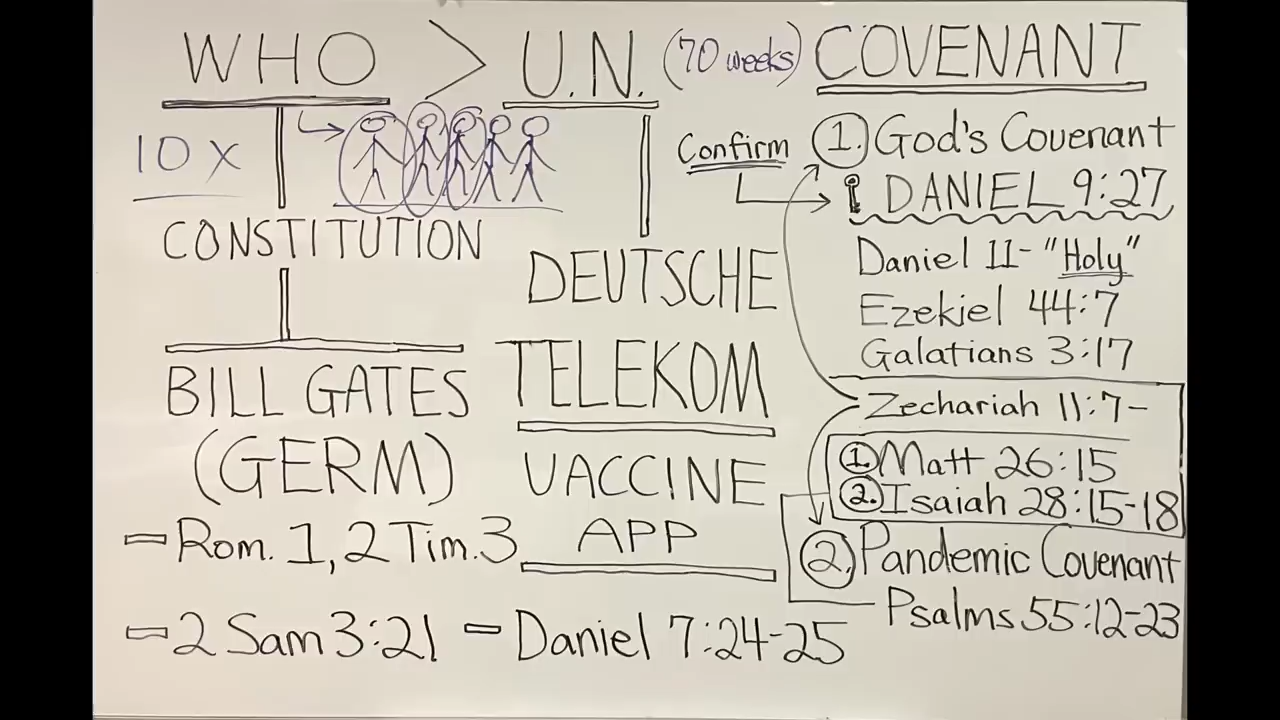 WHO > U.N. (70 weeks) COVENANT
10 x
CONSTITUTION
BILL GATES
(GERM)
DEUTSCHE
TELEKOM
VACCINE
APP
Confirm
1. God's Covenant
DANIEL 9:27
Daniel 11- "Holy"
Ezekiel 44:7
Galatians 3:17
Zechariah 11:7-
1. Matt 26:15
2. Isaiah 28:15-18
2. Pandemic Covenant
Psalms 55:12-23
- Rom. 1, 2 Tim. 3
- 2 Sam 3:21 - Daniel 7:24-25